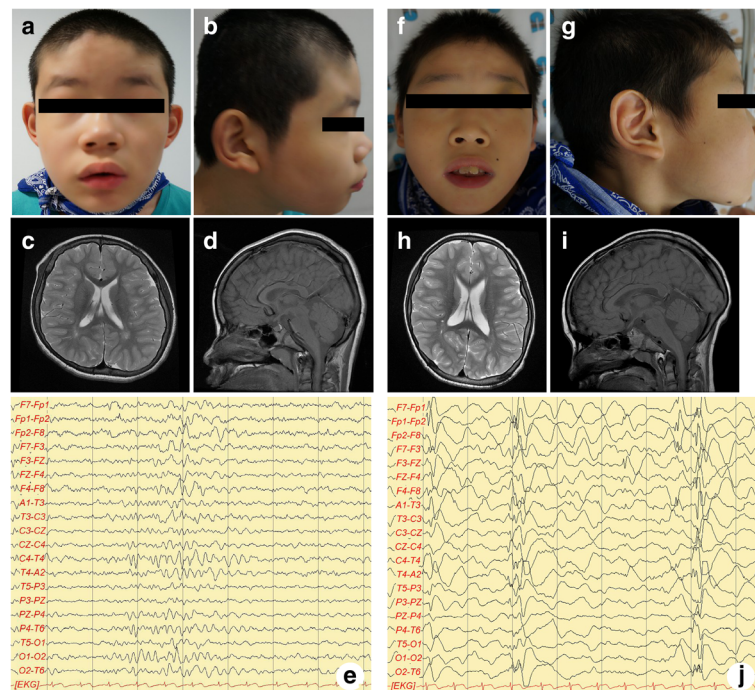 a
b
f
g
c
d
h
i
F7-Fp1
Fp1-Fp2
Fp2-F8
F7-F3
F3-FZ
FZ-F4
F4-F8
A1-T3
T3-C3
C3-CZ
CZ-C4
C4-T4
T4-A2
T5-P3
P3-PZ
PZ-P4
P4-T6
T5-O1
O1-O2
O2-T6
[EKG]
e
F7-Fp1
Fp1-Fp2
Fp2-F8
F7-F3
F3-FZ
FZ-F4
F4-F8
A1-T3
T3-C3
C3-CZ
CZ-C4
C4-T4
T4-A2
T5-P3
P3-PZ
PZ-P4
P4-T6
T5-O1
O1-O2
O2-T6
[EKG]
j